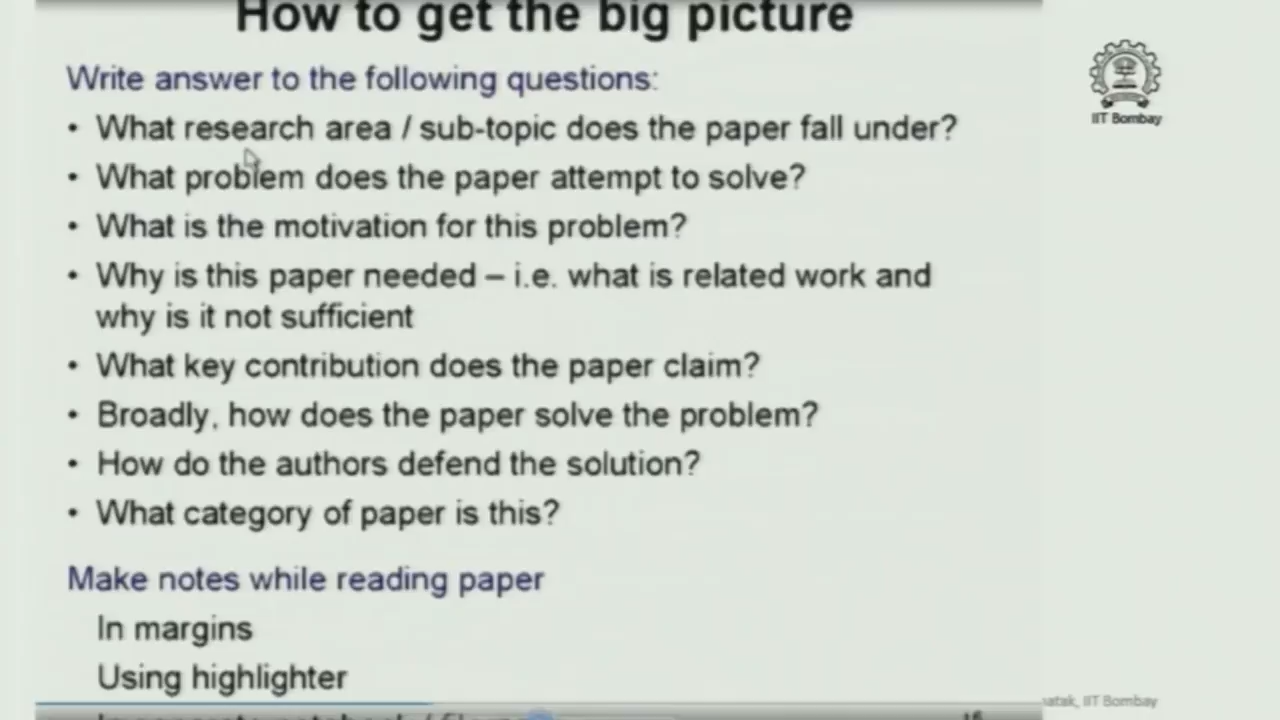 How to get the big picture
IIT Bombay
Write answer to the following questions:
• What research area / sub-topic does the paper fall under?
• What problem does the paper attempt to solve?
• What is the motivation for this problem?
• Why is this paper needed – i.e. what is related work and
why is it not sufficient
• What key contribution does the paper claim?
• Broadly, how does the paper solve the problem?
• How do the authors defend the solution?
• What category of paper is this?
Make notes while reading paper
In margins
Using highlighter
IIT Bombay